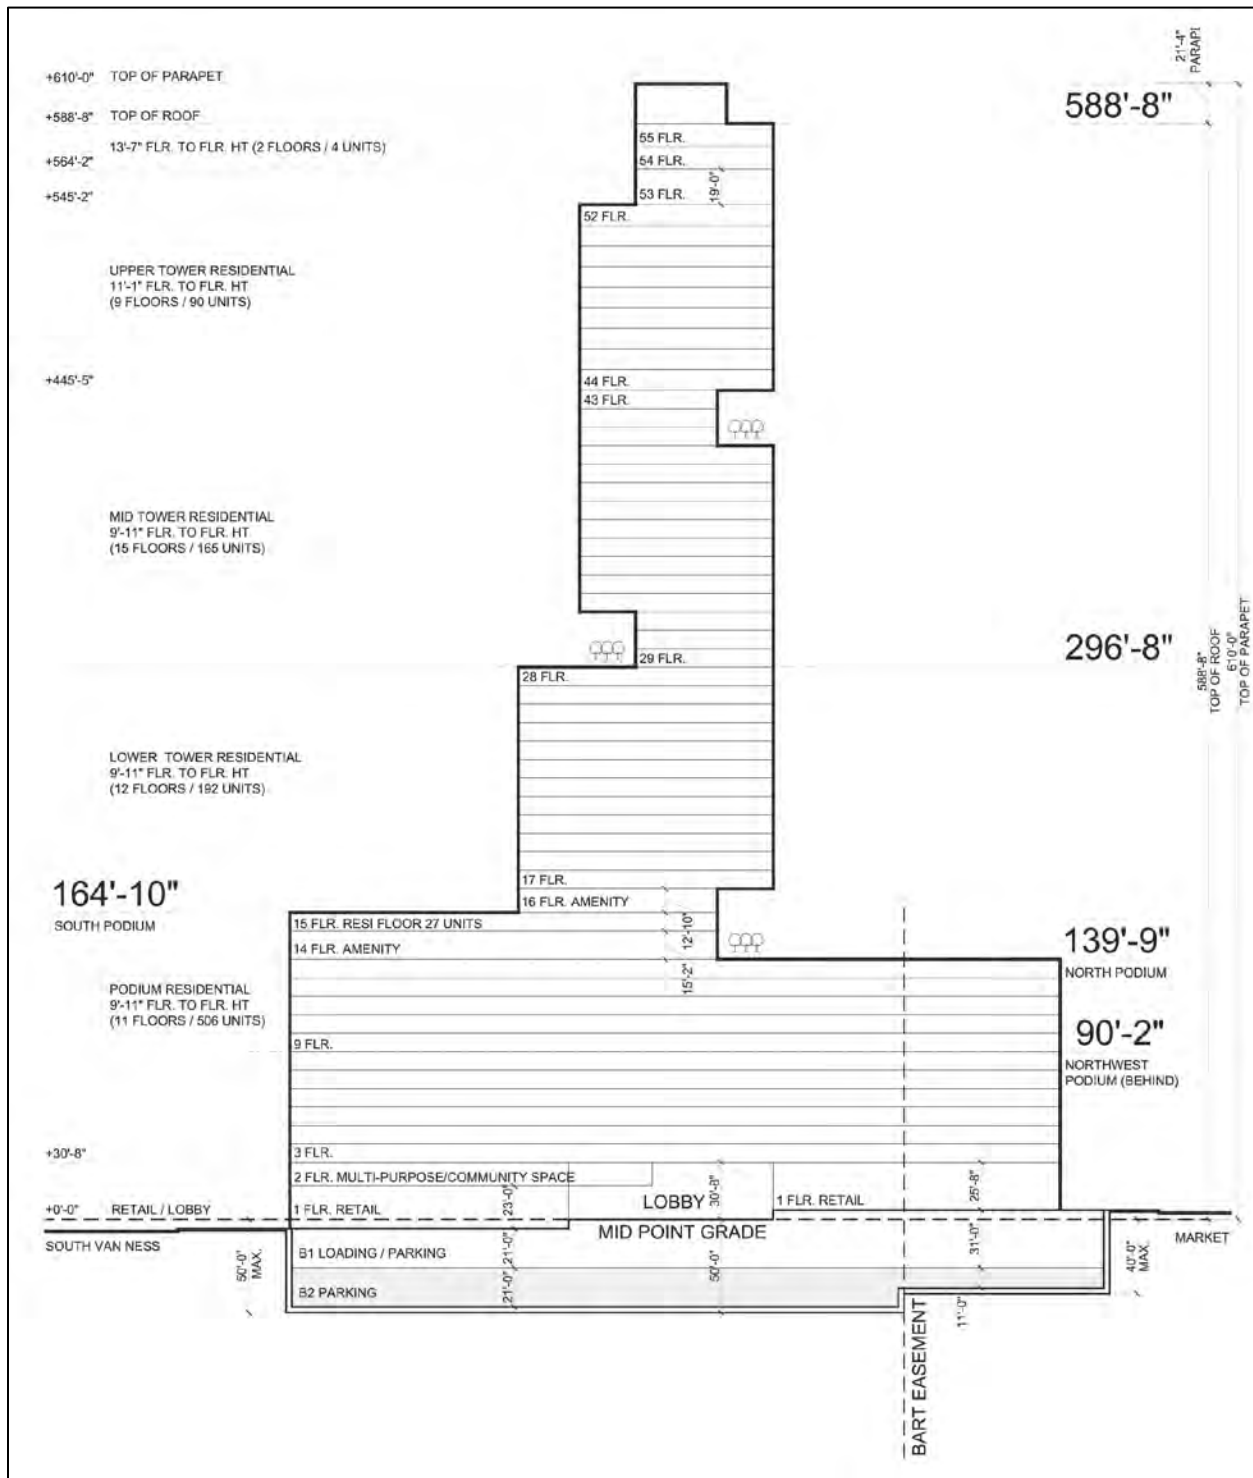 21'-4"
PARAPI
+610'-0" TOP OF PARAPET
+588'-8" TOP OF ROOF
588'-8"
13'-7" FLR. TO FLR. HT (2 FLOORS / 4 UNITS)
+564'-2"
+545'-2"
55 FLR.
54 FLR.
19'-0"
53 FLR.
52 FLR.
UPPER TOWER RESIDENTIAL
11'-1" FLR. TO FLR. HT
(9 FLOORS / 90 UNITS)
+445'-5"
44 FLR.
43 FLR.
MID TOWER RESIDENTIAL
9'-11" FLR. TO FLR. HT
(15 FLOORS / 165 UNITS)
296'-8"
588'-8"
TOP OF ROOF
610'-0"
TOP OF PARAPET
29 FLR.
28 FLR.
LOWER TOWER RESIDENTIAL
9'-11" FLR. TO FLR. HT
(12 FLOORS / 192 UNITS)
17 FLR.
16 FLR. AMENITY
164'-10"
SOUTH PODIUM
15 FLR. RESI FLOOR 27 UNITS
12'-10"
14 FLR. AMENITY
15'-2"
139'-9"
NORTH PODIUM
PODIUM RESIDENTIAL
9'-11" FLR. TO FLR. HT
(11 FLOORS / 506 UNITS)
90'-2"
NORTHWEST
PODIUM (BEHIND)
9 FLR.
+30'-8"
3 FLR.
2 FLR. MULTI-PURPOSE/COMMUNITY SPACE
23'-0"
LOBBY
30'-8"
1 FLR. RETAIL
25'-8"
+0'-0" RETAIL / LOBBY
1 FLR. RETAIL
MID POINT GRADE
SOUTH VAN NESS
MARKET
50'-0"
MAX.
B1 LOADING / PARKING
21'-0"
50'-0"
31'-0"
40'-0"
MAX.
B2 PARKING
21'-0"
11'-0"
BART EASEMENT